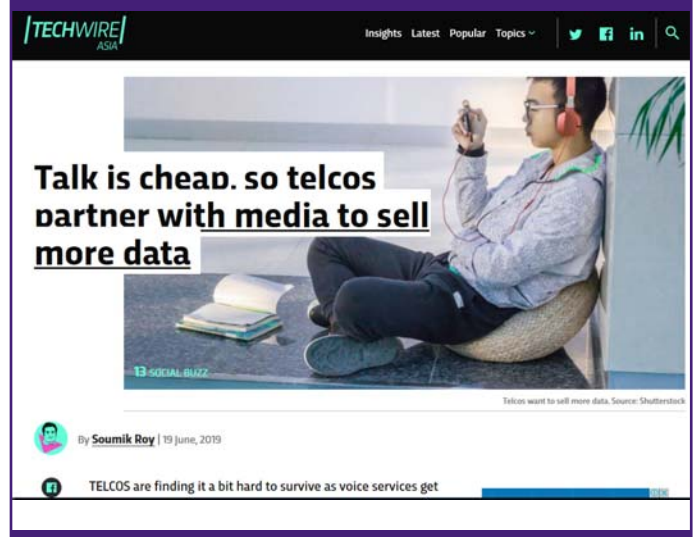 TECHWIRE
ASIA
Insights Latest Popular Topics
Talk is cheap, so telcos
partner with media to sell
more data
13 SOCIAL BUZZ
Telcos want to sell more data. Source: Shutterstock
By Soumik Roy | 19 June, 2019
TELCOS are finding it a bit hard to survive as voice services get